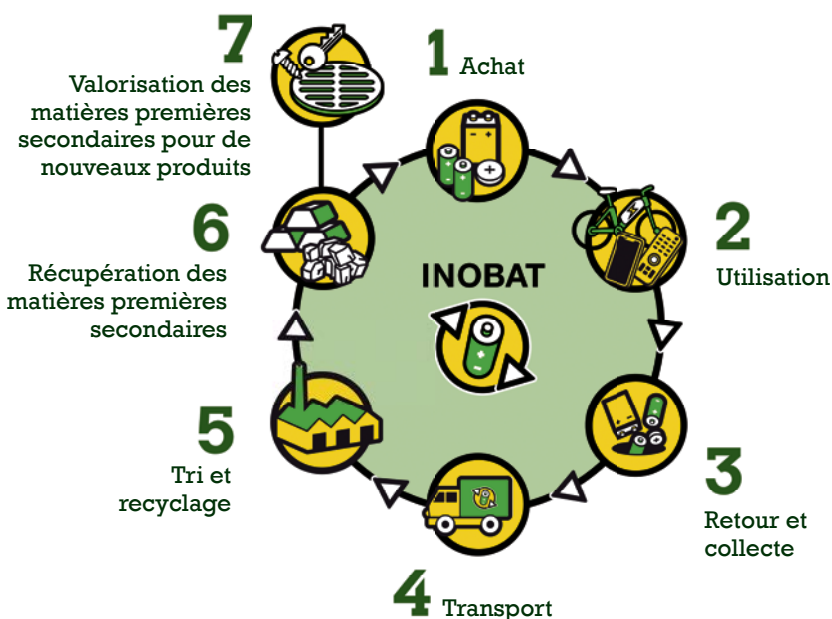 1 Achat
2
Utilisation
3
Retour et
collecte
4 Transport
5
Tri et
recyclage
6
Récupération des
matières premières
secondaires
7
Valorisation des
matières premières
secondaires pour de
nouveaux produits
INOBAT